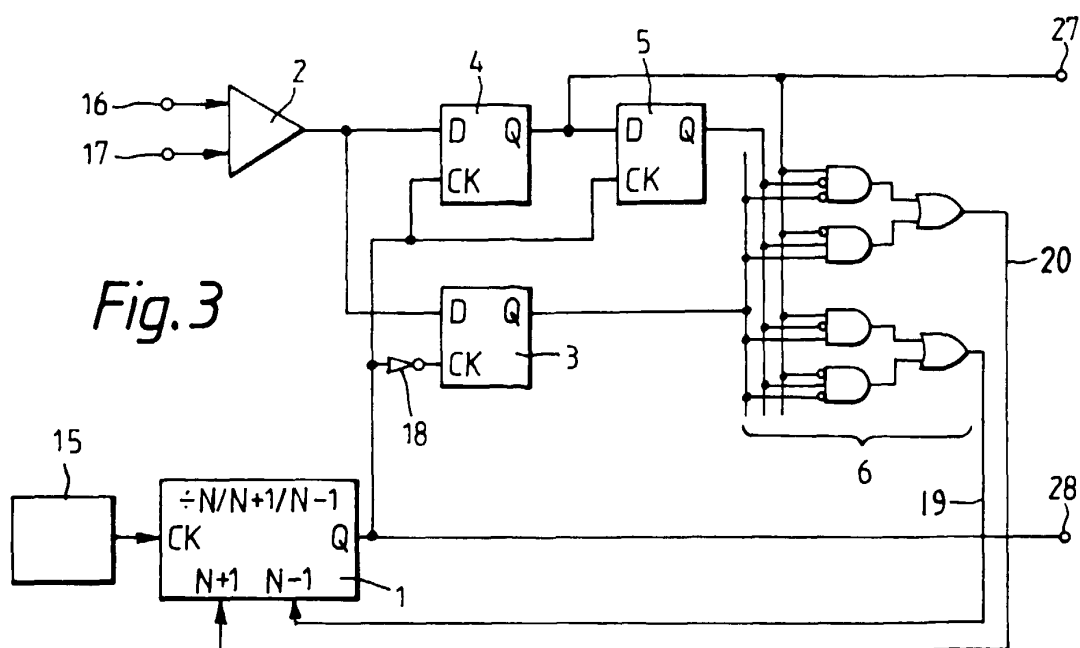 27
5
4
2
16
17
D Q
CK
D Q
CK
20
Fig. 3
D Q
CK
3
18
6
15
÷N/N+1/N-1
CK Q
N+1 N-1
1
19
28